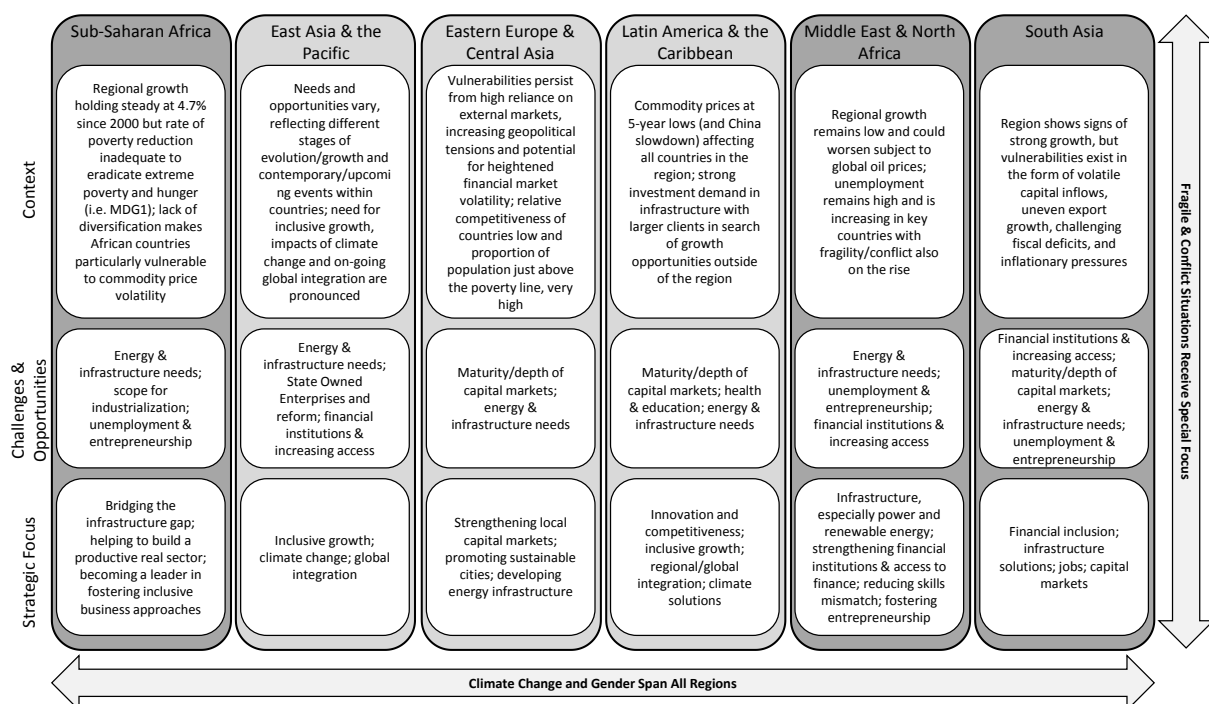 Sub-Saharan Africa
East Asia & the
Pacific
Eastern Europe &
Central Asia
Latin America & the
Caribbean
Middle East & North
Africa
South Asia
Context
Regional growth
holding steady at 4.7%
since 2000 but rate of
poverty reduction
inadequate to
eradicate extreme
poverty and hunger
(i.e. MDG1); lack of
diversification makes
African countries
particularly vulnerable
to commodity price
volatility
Needs and
opportunities vary,
reflecting different
stages of
evolution/growth and
contemporary/upcomi
ng events within
countries; need for
inclusive growth,
impacts of climate
change and on-going
global integration are
pronounced
Vulnerabilities persist
from high reliance on
external markets,
increasing geopolitical
tensions and potential
for heightened
financial market
volatility; relative
competitiveness of
countries low and
proportion of
population just above
the poverty line, very
high
Commodity prices at
5-year lows (and China
slowdown) affecting
all countries in the
region; strong
investment demand in
infrastructure with
larger clients in search
of growth
opportunities outside
of the region
Regional growth
remains low and could
worsen subject to
global oil prices;
unemployment
remains high and is
increasing in key
countries with
fragility/conflict also
on the rise
Region shows signs of
strong growth, but
vulnerabilities exist in
the form of volatile
capital inflows,
uneven export
growth, challenging
fiscal deficits, and
inflationary pressures
Challenges &
Opportunities
Energy &
infrastructure needs;
scope for
industrialization;
unemployment &
entrepreneurship
Energy &
infrastructure needs;
State Owned
Enterprises and
reform; financial
institutions &
increasing access
Maturity/depth of
capital markets;
energy &
infrastructure needs
Maturity/depth of
capital markets; health
& education; energy &
infrastructure needs
Energy &
infrastructure needs;
unemployment &
entrepreneurship;
financial institutions &
increasing access
Financial institutions &
increasing access;
maturity/depth of
capital markets;
energy &
infrastructure needs;
unemployment &
entrepreneurship
Strategic Focus
Bridging the
infrastructure gap;
helping to build a
productive real sector;
becoming a leader in
fostering inclusive
business approaches
Inclusive growth;
climate change; global
integration
Strengthening local
capital markets;
promoting sustainable
cities; developing
energy infrastructure
Innovation and
competitiveness;
inclusive growth;
regional/global
integration; climate
solutions
Infrastructure,
especially power and
renewable energy;
strengthening financial
institutions & access to
finance; reducing skills
mismatch; fostering
entrepreneurship
Financial inclusion;
infrastructure
solutions; jobs; capital
markets
Fragile & Conflict Situations Receive Special Focus
Climate Change and Gender Span All Regions